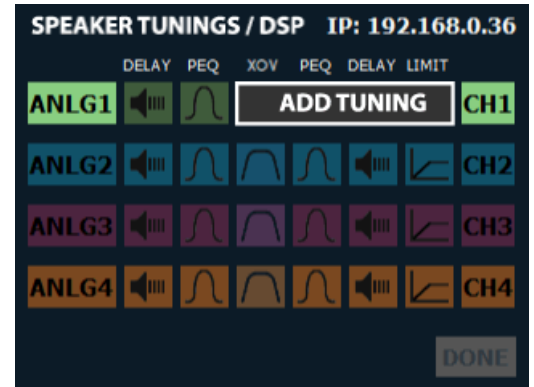 SPEAKER TUNINGS / DSP IP: 192.168.0.36
DELAY PEQ XOV PEQ DELAY LIMIT
ANLG1 ADD TUNING CH1
ANLG2 CH2
ANLG3 CH3
ANLG4 CH4
DONE